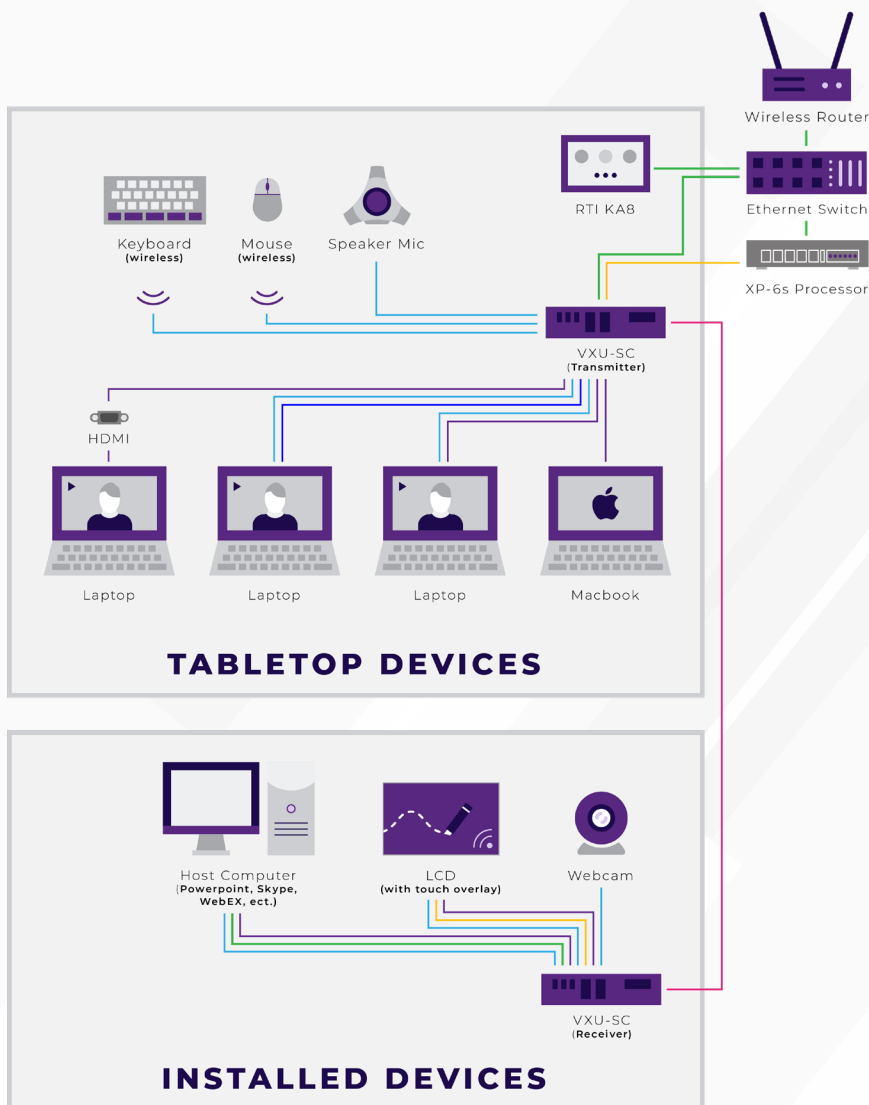 Wireless Router
Keyboard
(wireless)
Mouse
(wireless)
Speaker Mic
RTI KA8
Ethernet Switch
XP-6s Processor
VXU-SC
(Transmitter)
HDMI
Laptop
Laptop
Laptop
Macbook
TABLETOP DEVICES
Host Computer
(Powerpoint, Skype,
WebEX, ect.)
LCD
(with touch overlay)
Webcam
VXU-SC
(Receiver)
INSTALLED DEVICES